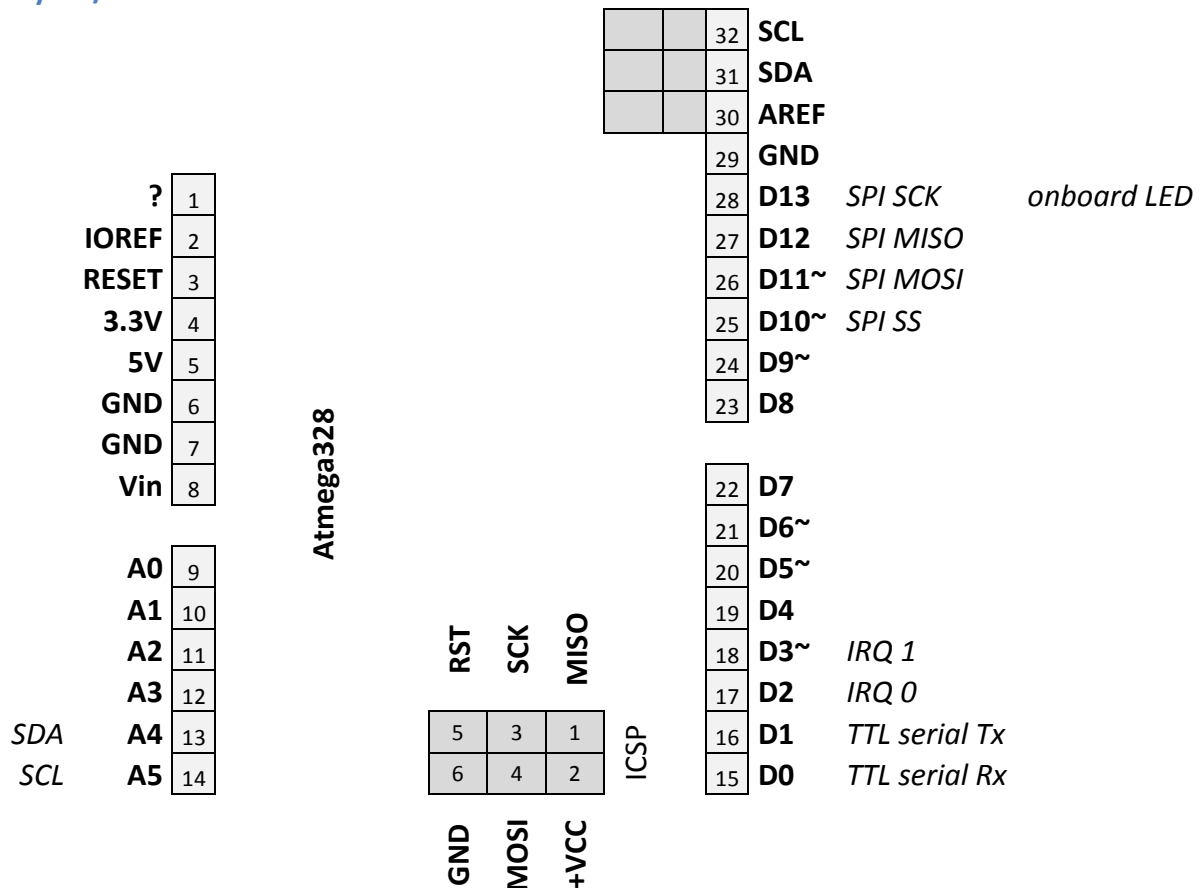 32 SCL
31 SDA
30 AREF
29 GND
? 1
28 D13 SPI SCK onboard LED
IOREF 2
27 D12 SPI MISO
RESET 3
26 D11~ SPI MOSI
3.3V 4
25 D10~ SPI SS
5V 5
24 D9~
GND 6
23 D8
GND 7
Vin 8
22 D7
Atmega328
21 D6~
A0 9
20 D5~
A1 10
19 D4
A2 11
RST SCK MISO
18 D3~ IRQ 1
A3 12
17 D2 IRQ 0
SDA A4 13
5 3 1
ICSP
16 D1 TTL serial Tx
SCL A5 14
6 4 2
15 D0 TTL serial Rx
GND MOSI +VCC